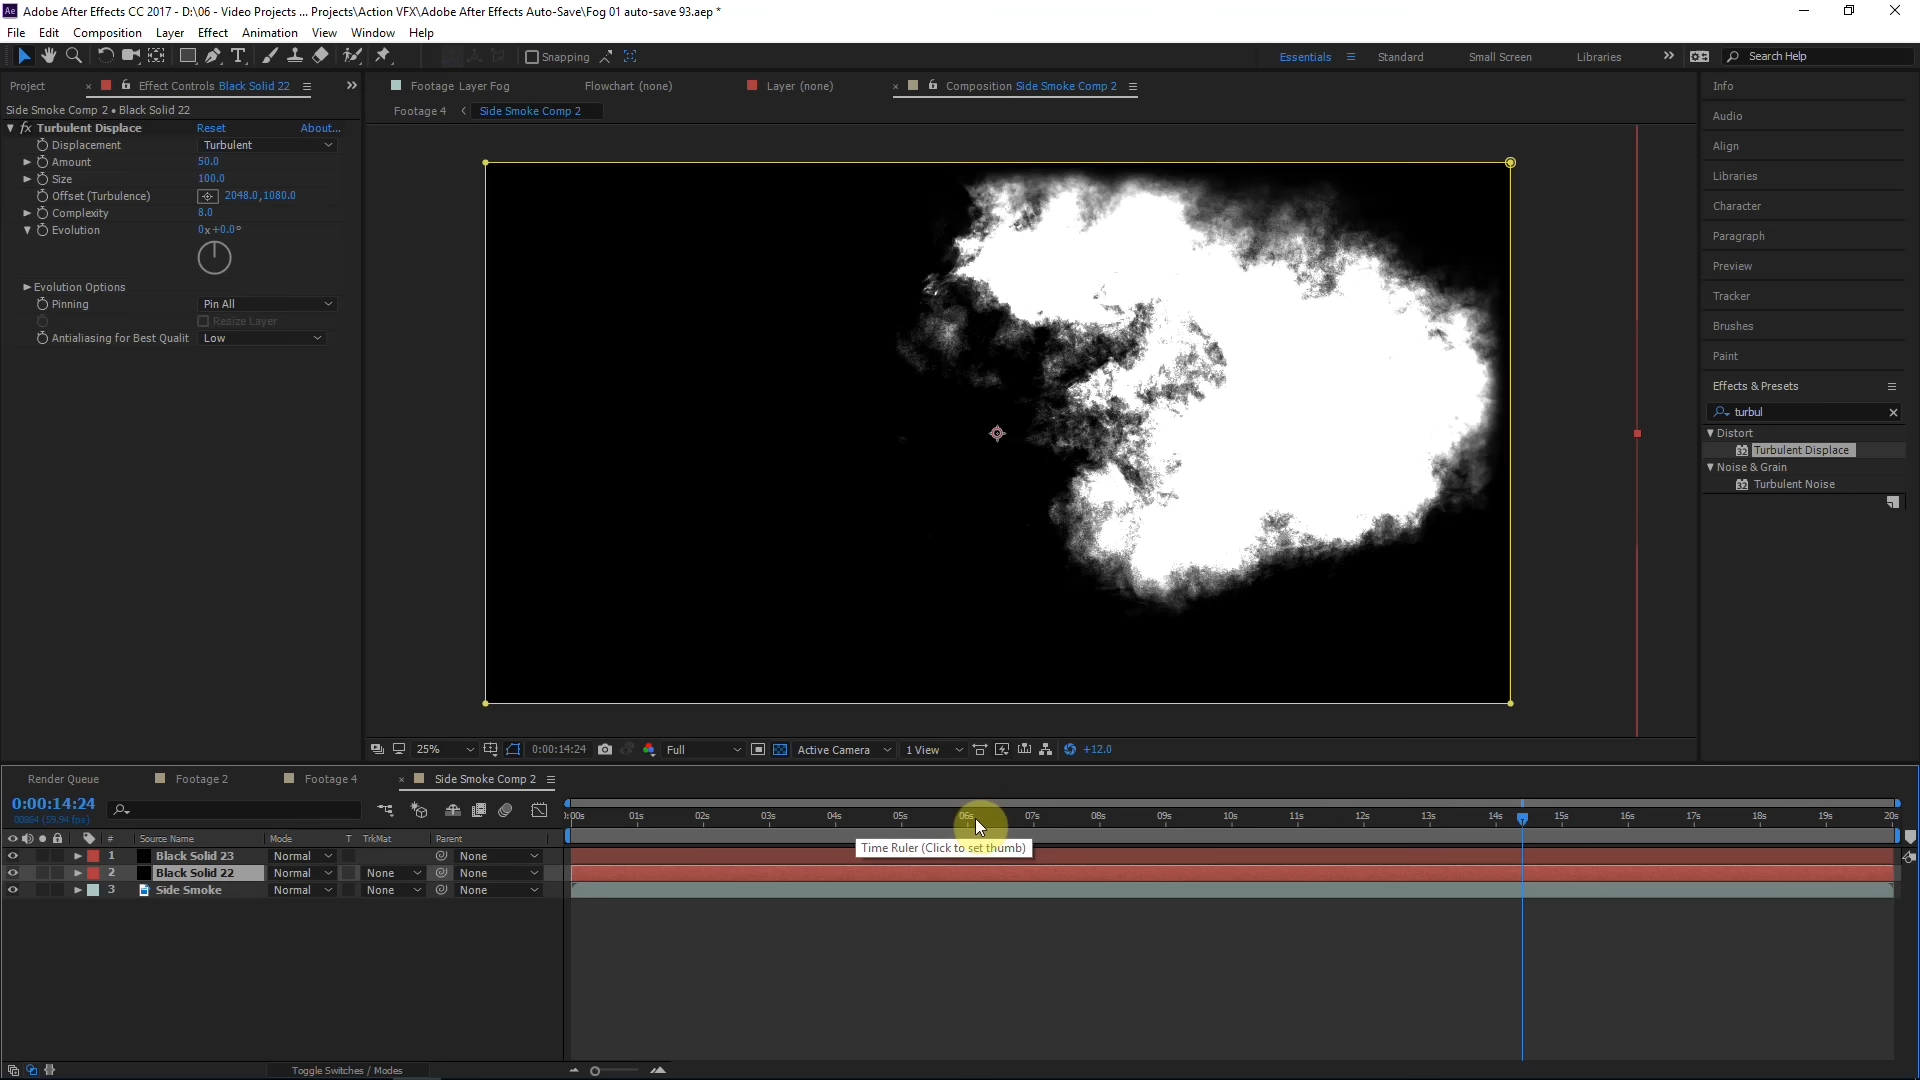 Ae Adobe After Effects CC 2017 - D:\06 - Video Projects ... Projects\Action VFX\Adobe After Effects Auto-Save\Fog 01 auto-save 93.aep *
File Edit Composition Layer Effect Animation View Window Help
T Snapping Essentials Standard Small Screen Libraries Search Help
Project Effect Controls Black Solid 22 Footage Layer Fog Flowchart (none) Layer (none) Composition Side Smoke Comp 2 Info
Side Smoke Comp 2 • Black Solid 22 Footage 4 Side Smoke Comp 2
fx Turbulent Displace Reset About...
Displacement Turbulent
Amount 50.0
Size 100.0
Offset (Turbulence) 2048.0,1080.0
Complexity 8.0
Evolution 0x+0.0°
Evolution Options
Pinning Pin All
Resize Layer
Antialiasing for Best Qualit Low
Audio
Align
Libraries
Character
Paragraph
Preview
Tracker
Brushes
Paint
Effects & Presets
turbul
Distort
32 Turbulent Displace
Noise & Grain
32 Turbulent Noise
25% 0:00:14:24 Full Active Camera 1 View +12.0
Render Queue Footage 2 Footage 4 Side Smoke Comp 2
0:00:14:24
00864 (59.94 fps)
:00s 01s 02s 03s 04s 05s 06s 07s 08s 09s 10s 11s 12s 13s 14s 15s 16s 17s 18s 19s 20s
# Source Name Mode T TrkMat Parent
Time Ruler (Click to set thumb)
1 Black Solid 23 Normal None
2 Black Solid 22 Normal None None
3 Side Smoke Normal None None
Toggle Switches / Modes